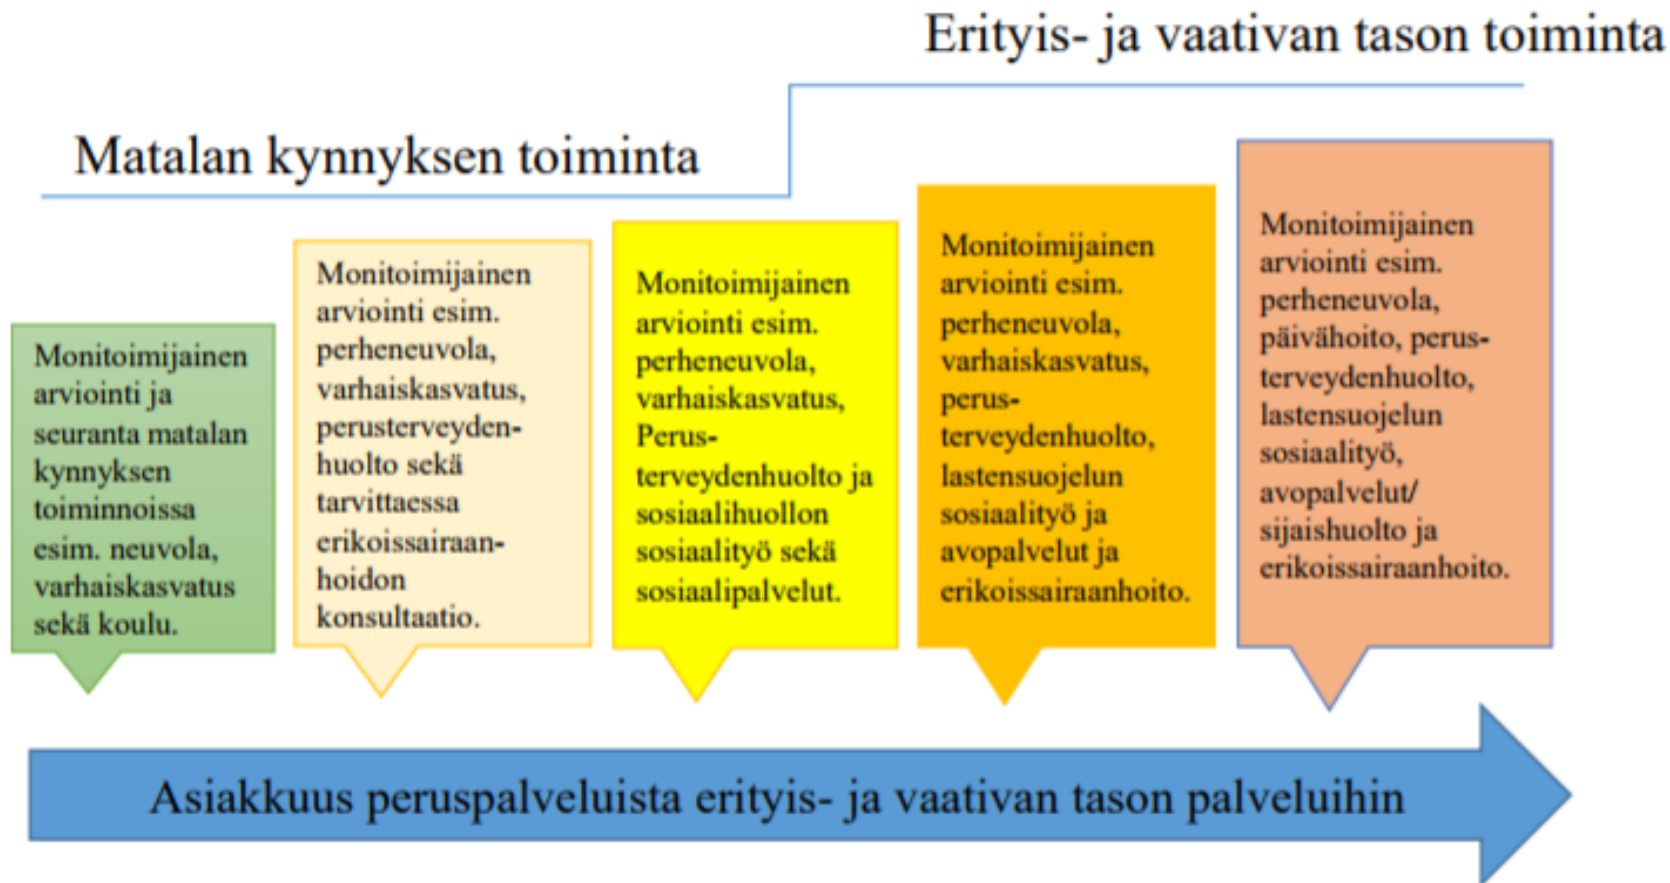 Erityis- ja vaativan tason toiminta
Matalan kynnyksen toiminta
Monitoimijainen
arviointi ja
seuranta matalan
kynnyksen
toiminnoissa
esim. neuvola,
varhaiskasvatus
sekä koulu.
Monitoimijainen
arviointi esim.
perheneuvola,
varhaiskasvatus,
perusterveyden-
huolto sekä
tarvittaessa
erikoissairaan-
hoidon
konsultaatio.
Monitoimijainen
arviointi esim.
perheneuvola,
varhaiskasvatus,
Perus-
terveydenhuolto ja
sosiaalihuollon
sosiaalityö sekä
sosiaalipalvelut.
Monitoimijainen
arviointi esim.
perheneuvola,
varhaiskasvatus,
perus-
terveydenhuolto,
lastensuojelun
sosiaalityö ja
avopalvelut ja
erikoissairaanhoito.
Monitoimijainen
arviointi esim.
perheneuvola,
päivähoito, perus-
terveydenhuolto,
lastensuojelun
sosiaalityö,
avopalvelut/
sijaishuolto ja
erikoissairaanhoito.
Asiakkuus peruspalveluista erityis- ja vaativan tason palveluihin